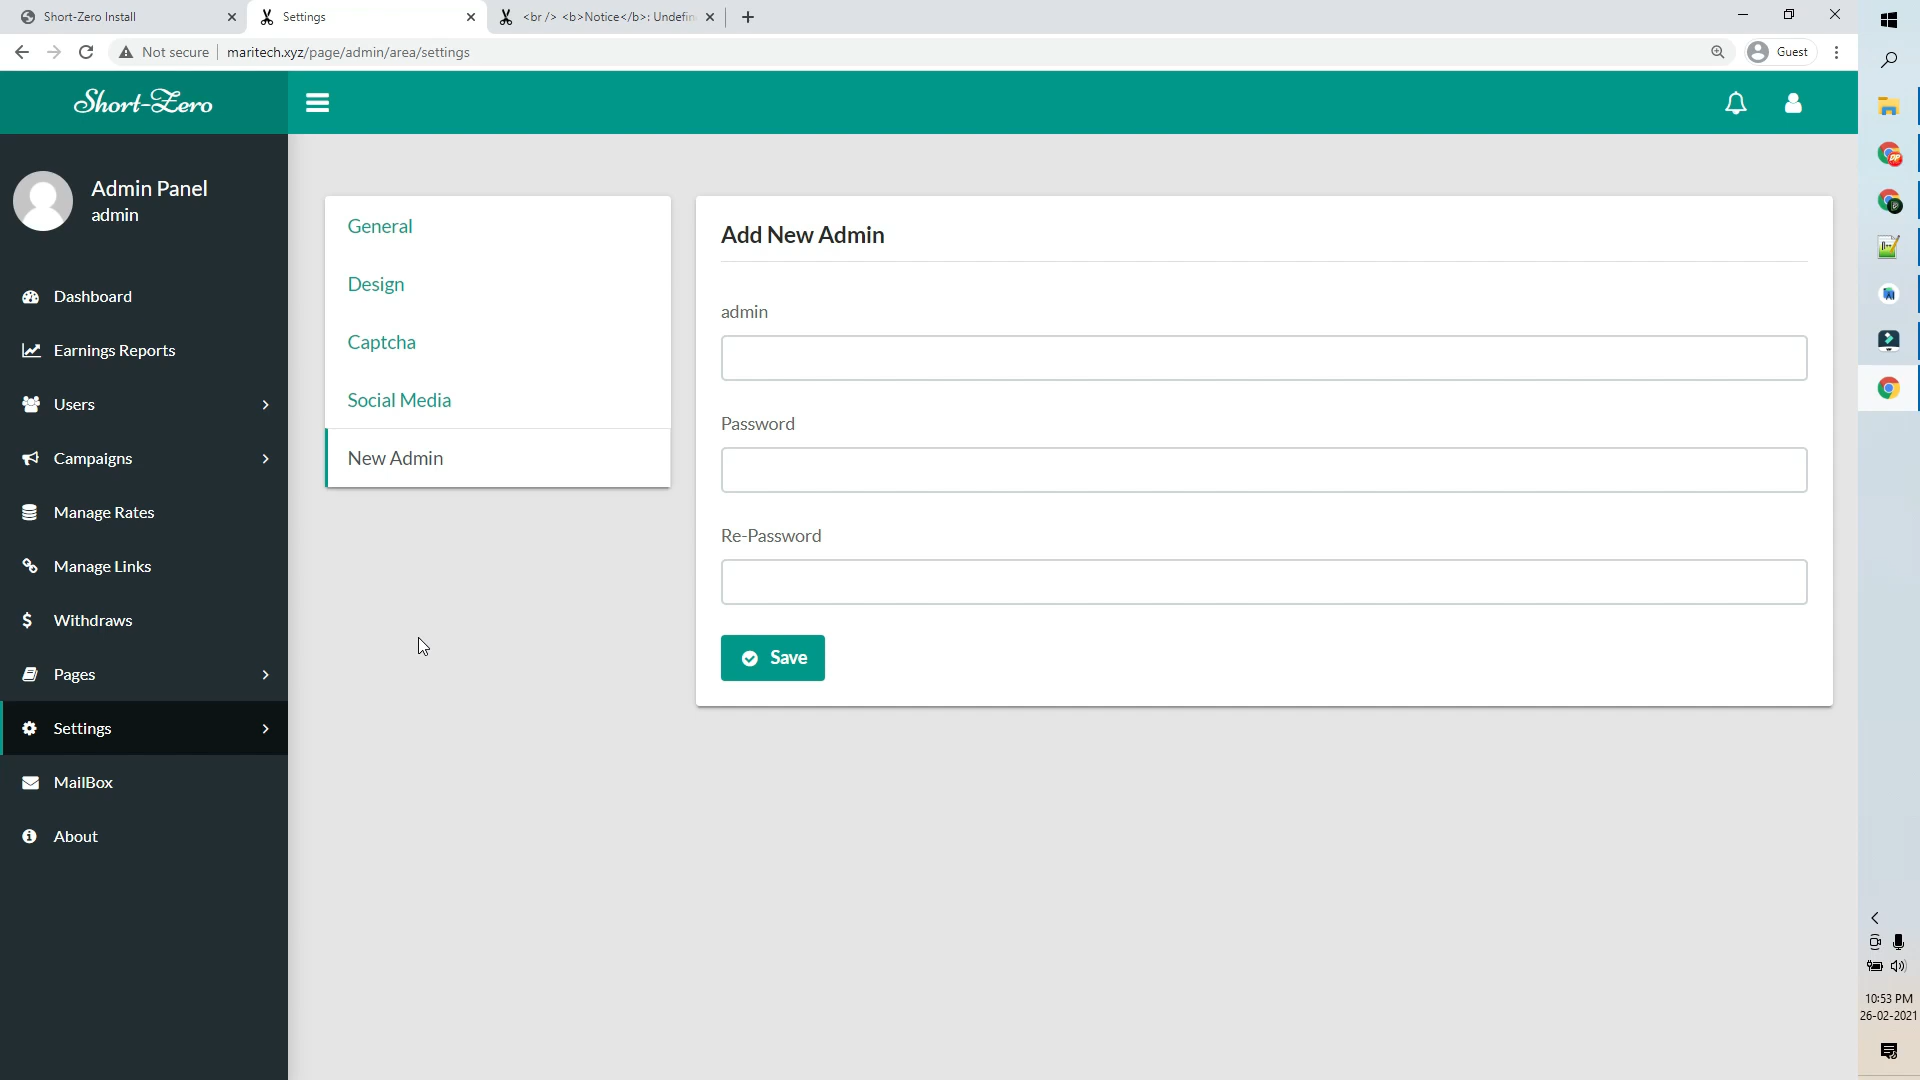 Short-Zero Install
Settings
<br /> <b>Notice</b>: Undefin
Not secure
maritech.xyz/page/admin/area/settings
Guest
Short-Zero
Admin Panel
admin
Dashboard
Earnings Reports
Users
Campaigns
Manage Rates
Manage Links
Withdraws
Pages
Settings
MailBox
About
General
Design
Captcha
Social Media
New Admin
Add New Admin
admin
Password
Re-Password
Save
10:53 PM
26-02-2021